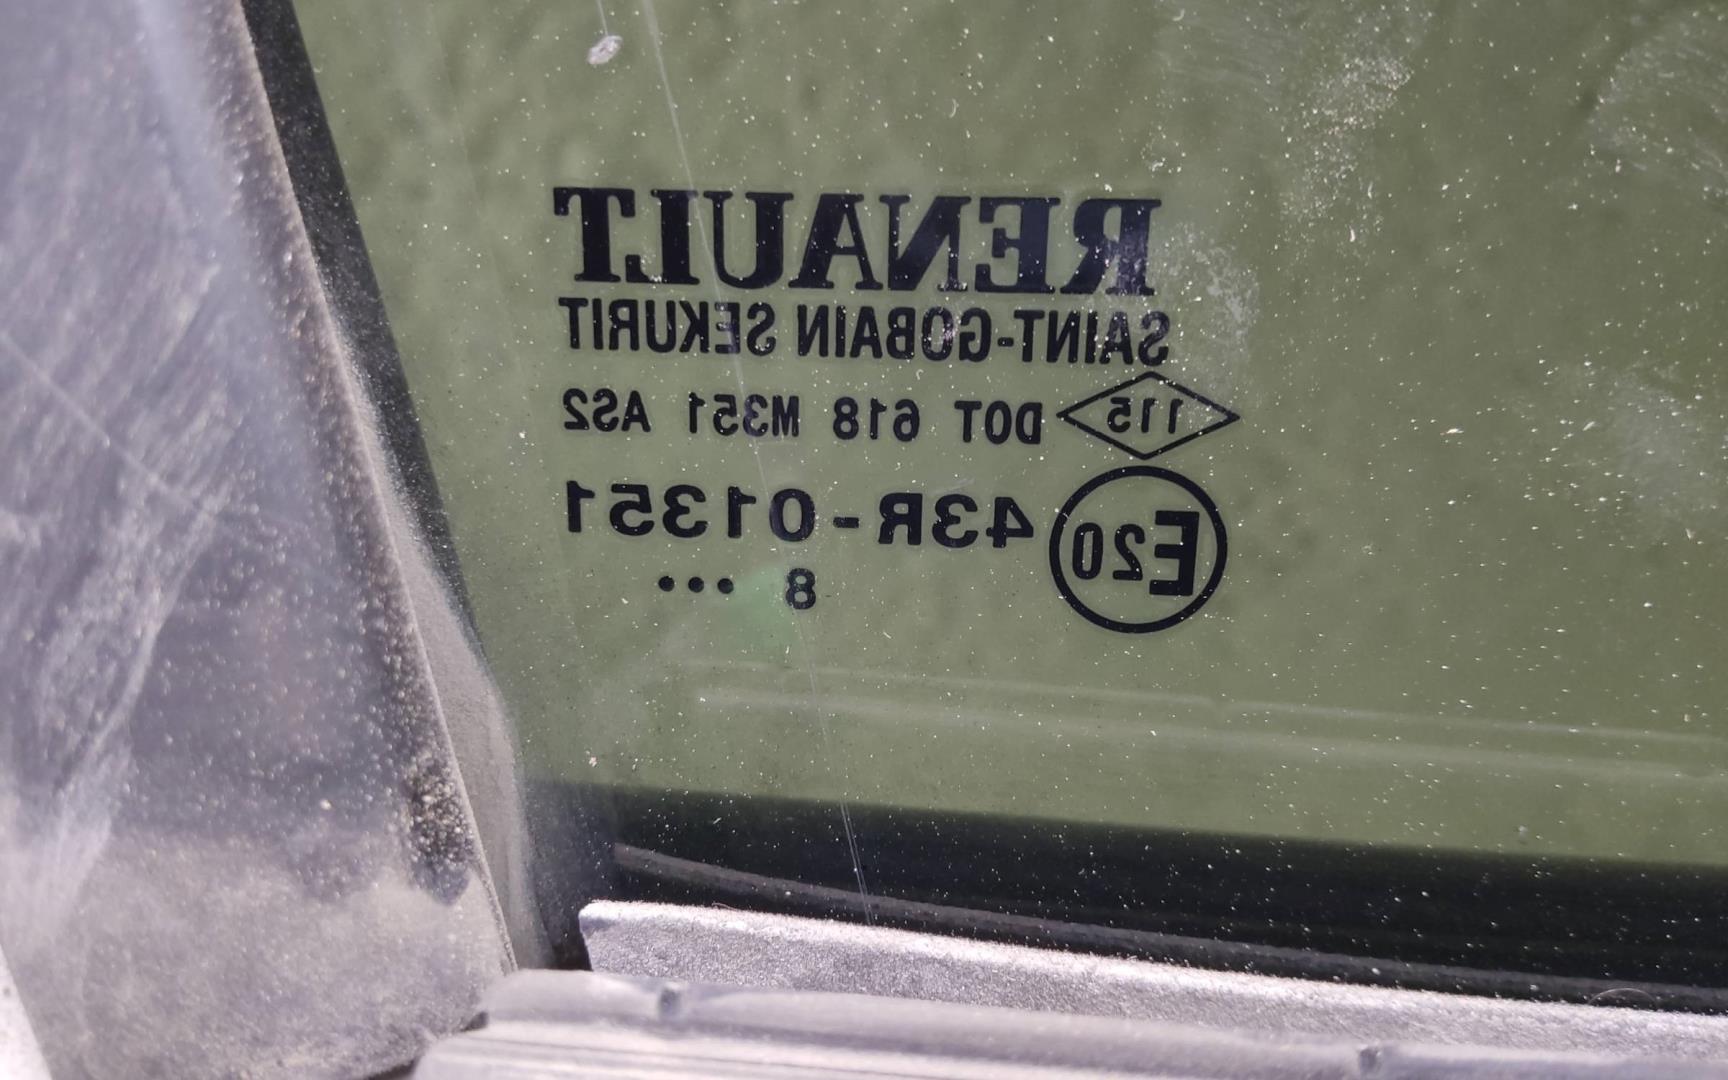 RENAULT
SAINT-GOBAIN SEKURIT
115 DOT 618 M351 AS2
E20 43R-01351
8 •••